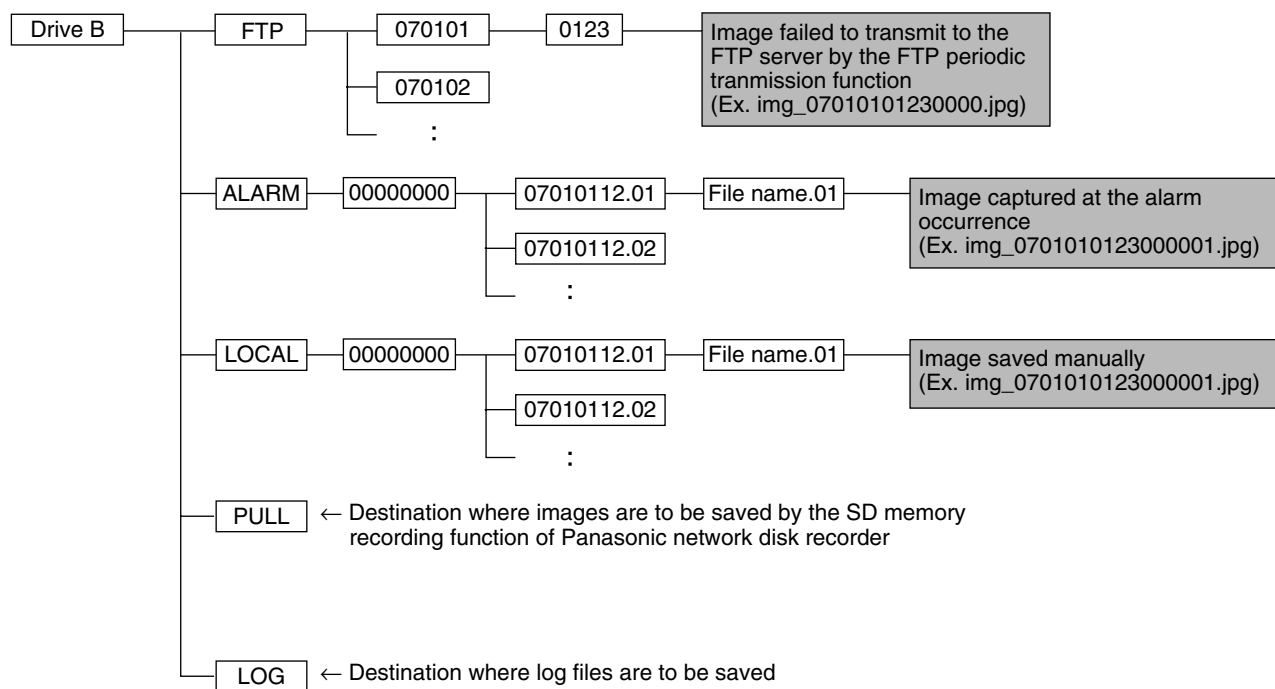 Drive B
FTP
070101
0123
Image failed to transmit to the
FTP server by the FTP periodic
tranmission function
(Ex. img_07010101230000.jpg)
070102
:
ALARM
00000000
07010112.01
File name.01
Image captured at the alarm
occurrence
(Ex. img_0701010123000001.jpg)
07010112.02
:
LOCAL
00000000
07010112.01
File name.01
Image saved manually
(Ex. img_0701010123000001.jpg)
07010112.02
:
PULL
← Destination where images are to be saved by the SD memory
recording function of Panasonic network disk recorder
LOG
← Destination where log files are to be saved